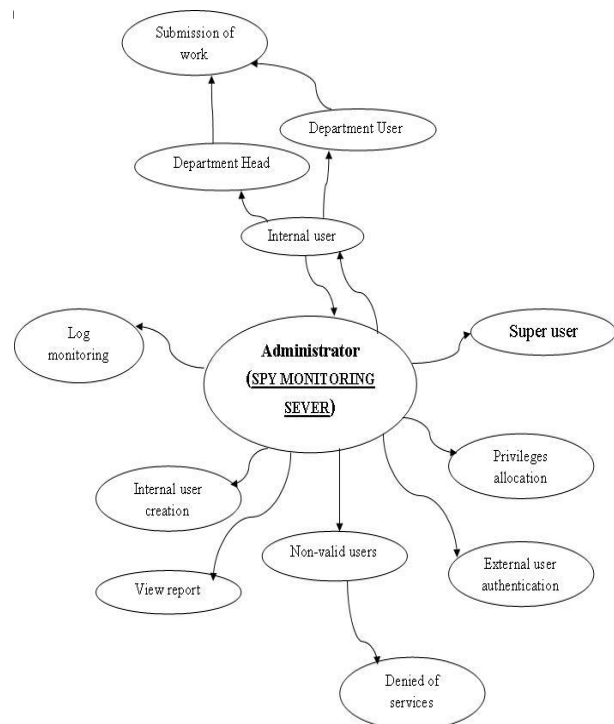 Submission of
work
Department User
Department Head
Internal user
Log
monitoring
Administrator
(SPY MONITORING
SEVER)
Super user
Privileges
allocation
Internal user
creation
Non-valid users
External user
authentication
View report
Denied of
services